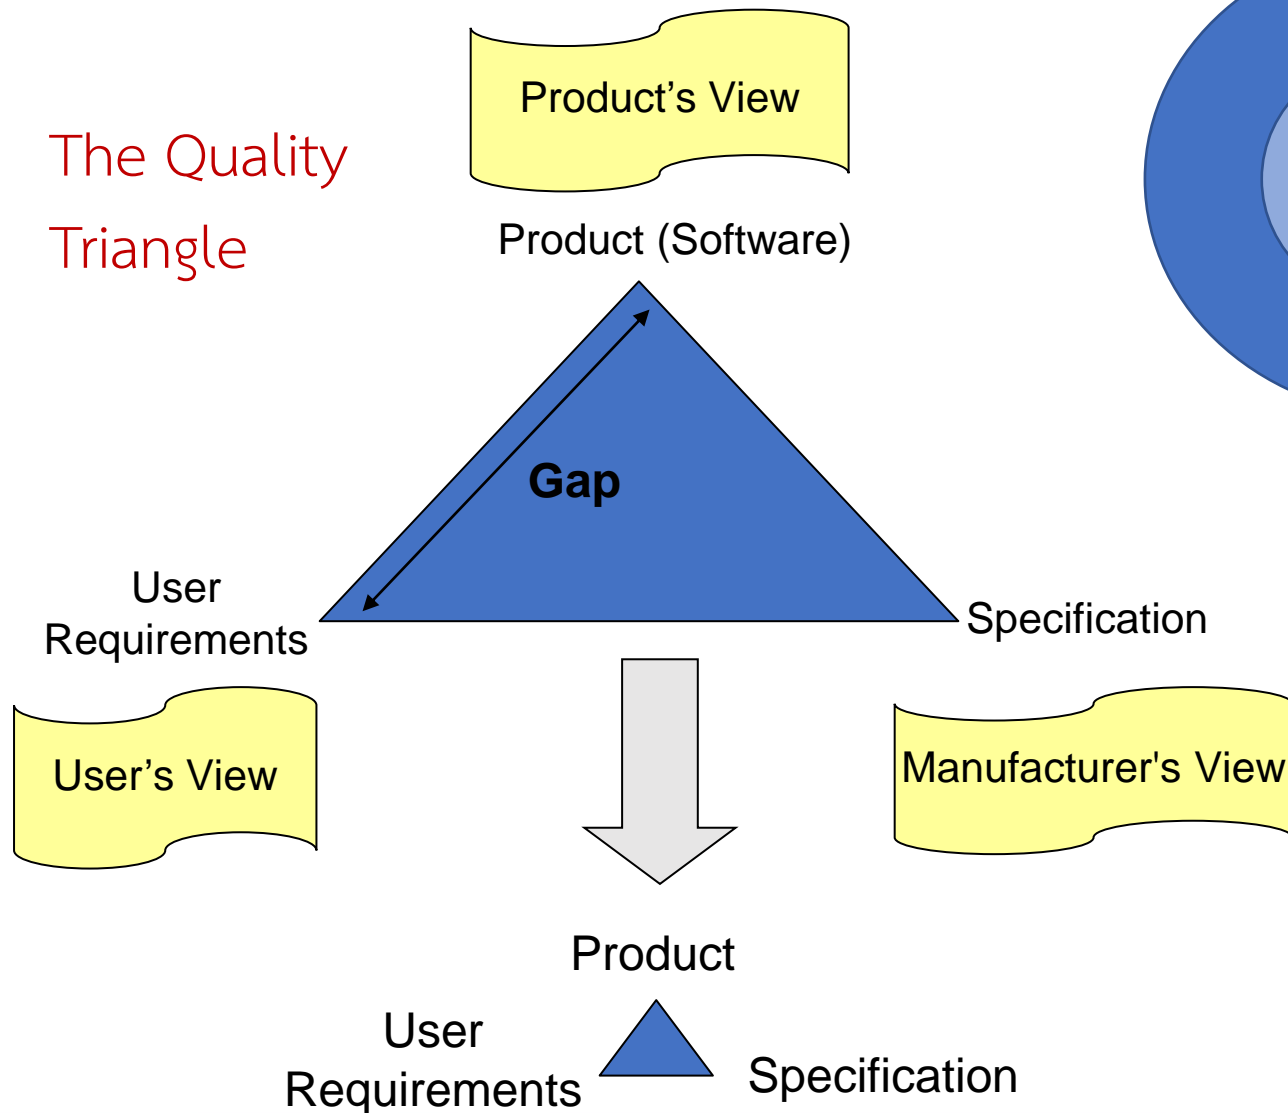 Product’s View
The Quality
Triangle
Product (Software)
Gap
User
Requirements
Specification
User’s View
Manufacturer's View
Product
User
Requirements
Specification